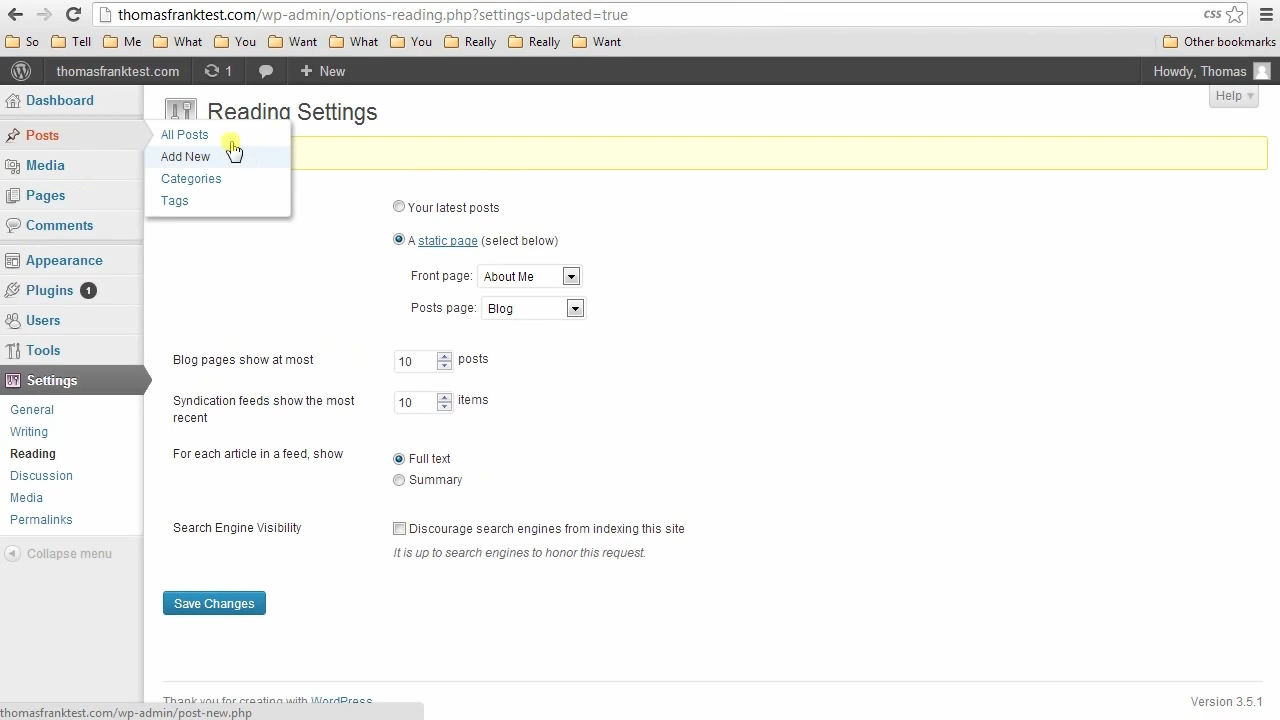 thomasfranktest.com/wp-admin/options-reading.php?settings-updated=true
css
So Tell Me What You Want What You Really Really Want Other bookmarks
thomasfranktest.com 1 + New Howdy, Thomas
Dashboard
Posts
Media
Pages
Comments
Appearance
Plugins 1
Users
Tools
Settings
General
Writing
Reading
Discussion
Media
Permalinks
Collapse menu
All Posts
Add New
Categories
Tags
Reading Settings
Help
Your latest posts
A static page (select below)
Front page: About Me
Posts page: Blog
Blog pages show at most 10 posts
Syndication feeds show the most recent 10 items
For each article in a feed, show Full text
Summary
Search Engine Visibility Discourage search engines from indexing this site
It is up to search engines to honor this request.
Save Changes
Thank you for creating with WordPress
Version 3.5.1
thomasfranktest.com/wp-admin/post-new.php